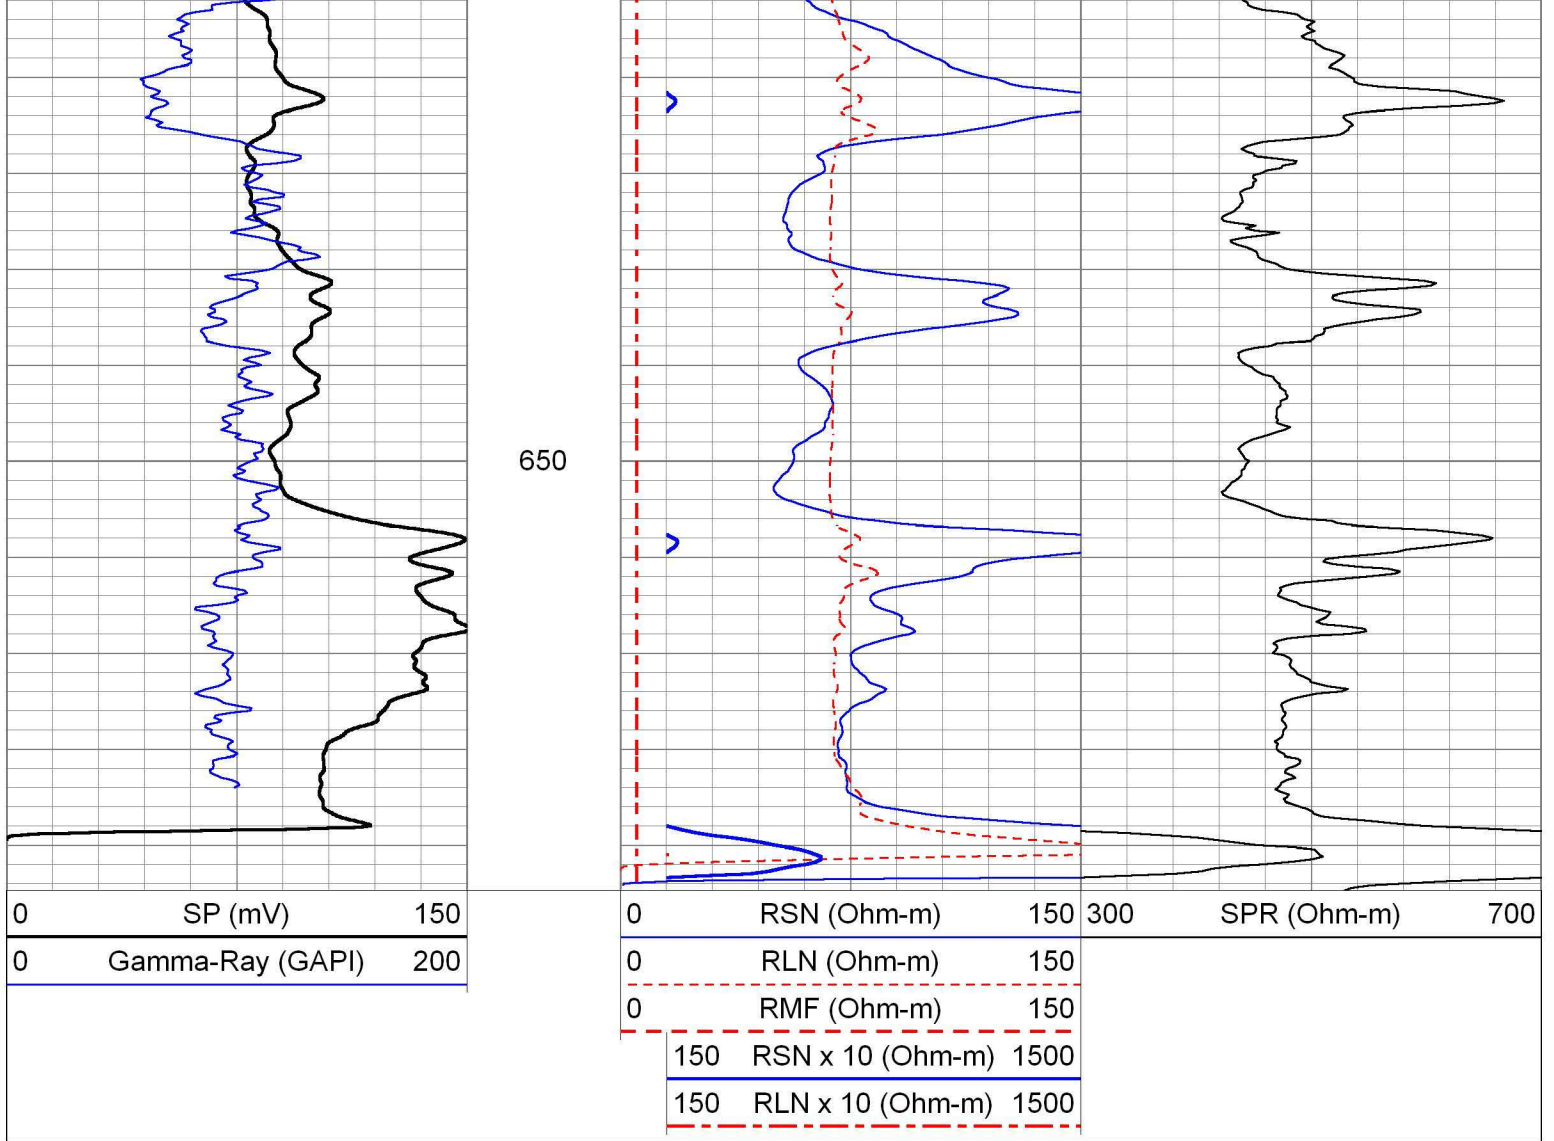 650
0 SP (mV) 150
0 RSN (Ohm-m) 150
300 SPR (Ohm-m) 700
0 Gamma-Ray (GAPI) 200
0 RLN (Ohm-m) 150
0 RMF (Ohm-m) 150
150 RSN x 10 (Ohm-m) 1500
150 RLN x 10 (Ohm-m) 1500